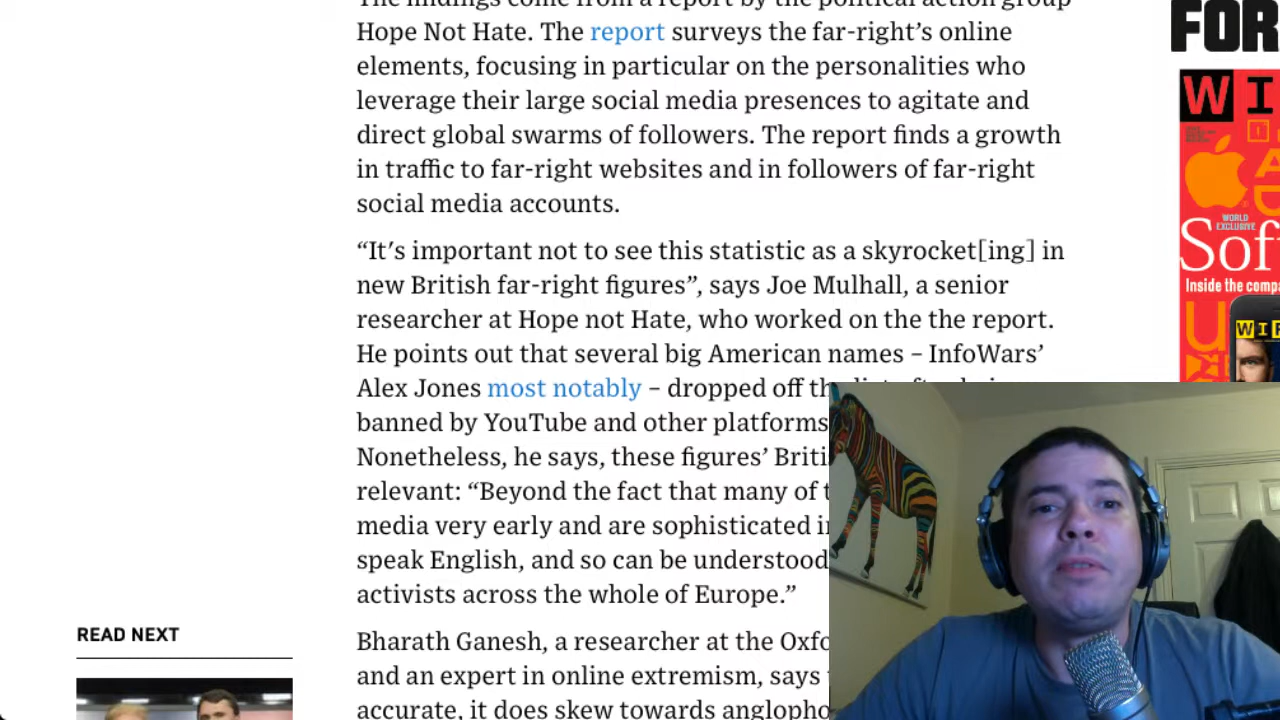 The findings come from a report by the political action group
Hope Not Hate. The report surveys the far-right’s online
elements, focusing in particular on the personalities who
leverage their large social media presences to agitate and
direct global swarms of followers. The report finds a growth
in traffic to far-right websites and in followers of far-right
social media accounts.
“It’s important not to see this statistic as a skyrocket[ing] in
new British far-right figures”, says Joe Mulhall, a senior
researcher at Hope not Hate, who worked on the the report.
He points out that several big American names – InfoWars’
Alex Jones most notably – dropped off
banned by YouTube and other platforms
Nonetheless, he says, these figures’
relevant: “Beyond the fact that many of
media very early and are sophisticated
speak English, and so can be understood
activists across the whole of Europe.”
Bharath Ganesh, a researcher at the
and an expert in online extremism, says
accurate, it does skew towards
READ NEXT
FOR
WI
WORLD
EXCLUSIVE
Sof
Inside the
U
WI